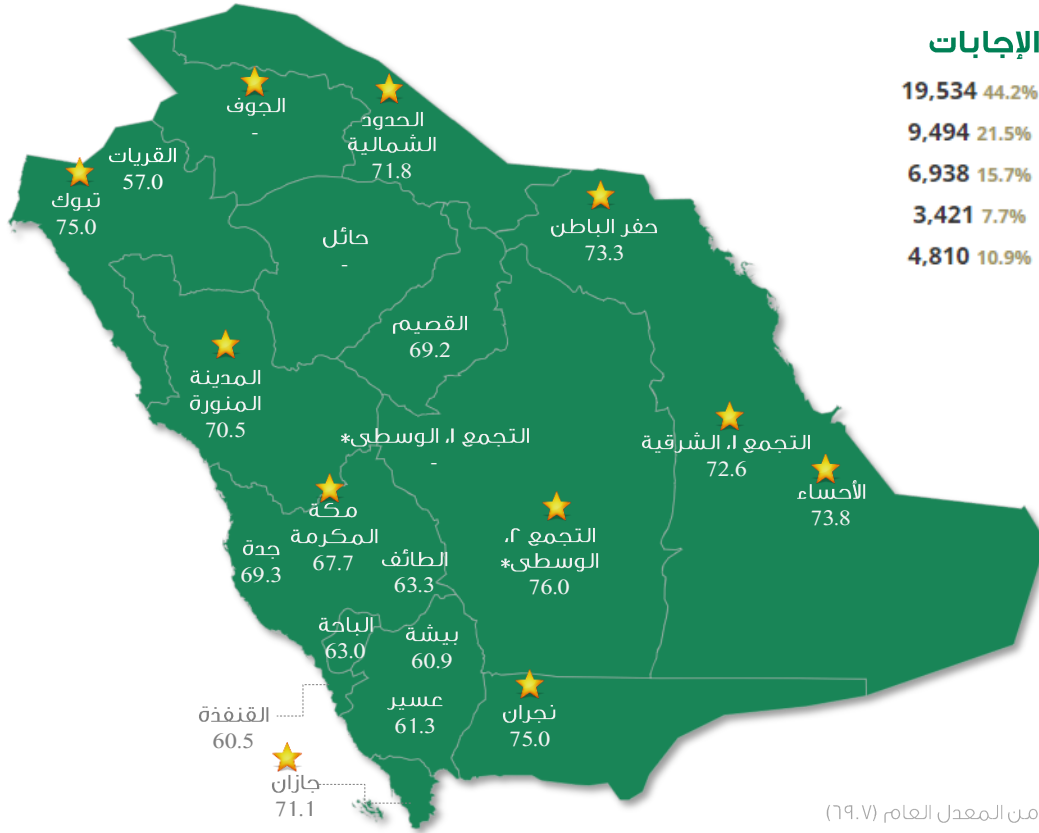 الإجابات
19,534 44.2%
9,494 21.5%
6,938 15.7%
3,421 7.7%
4,810 10.9%
الجوف
-
الحدود
الشمالية
71.8
القريات
57.0
تبوك
75.0
حفر الباطن
73.3
حائل
-
القصيم
69.2
المدينة
المنورة
70.5
التجمع ١، الوسطى*
-
التجمع ١، الشرقية
72.6
الأحساء
73.8
مكة
المكرمة
67.7
جدة
69.3
الطائف
63.3
التجمع ٢،
الوسطى*
76.0
الباحة
63.0
بيشة
60.9
عسير
61.3
نجران
75.0
القنفذة
60.5
جازان
71.1
من المعدل العام (٦٩.٧)